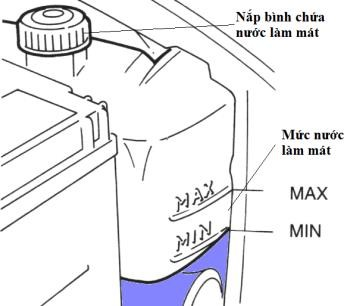 Nắp bình chứa
nước làm mát
Mức nước
làm mát
MAX
MAX
MIN
MIN